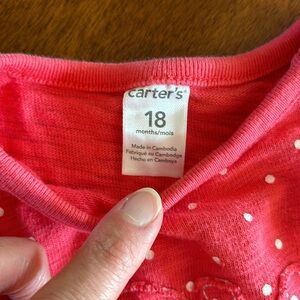 carter's
18
months/mois
Made in Cambodia
Fabriqué au Cambodge
Hecho en Camboya